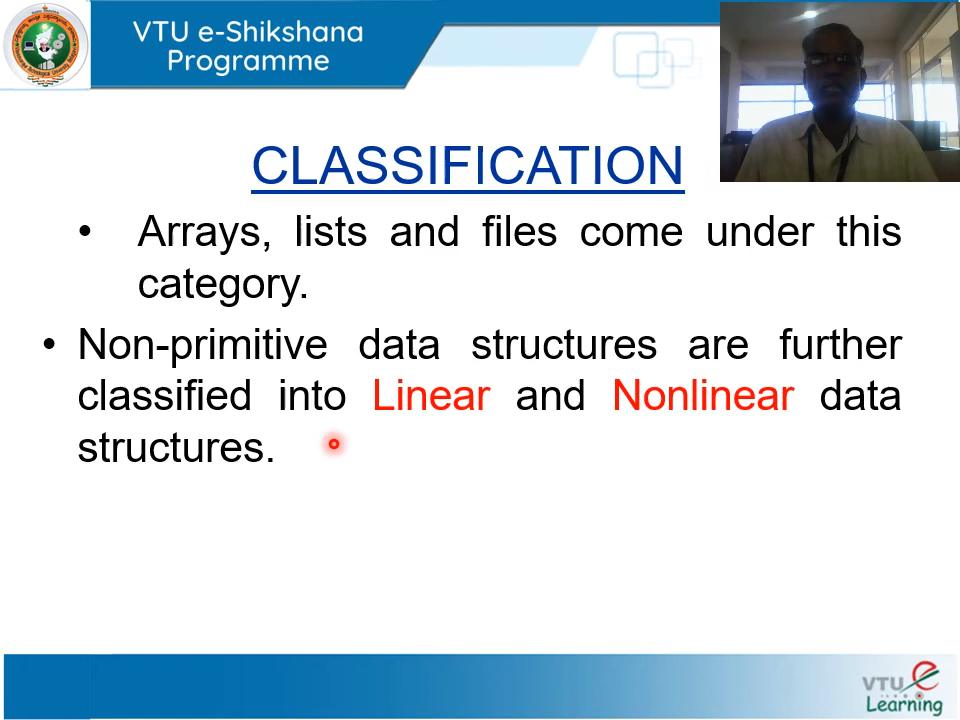 VTU e-Shikshana
Programme
CLASSIFICATION
• Arrays, lists and files come under this
category.
• Non-primitive data structures are further
classified into Linear and Nonlinear data
structures.
VTU e
Learning